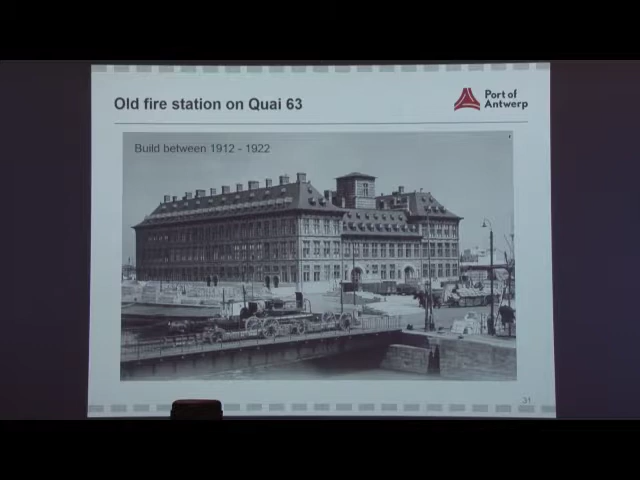 Old fire station on Quai 63
Port of
Antwerp
Build between 1912 - 1922
31